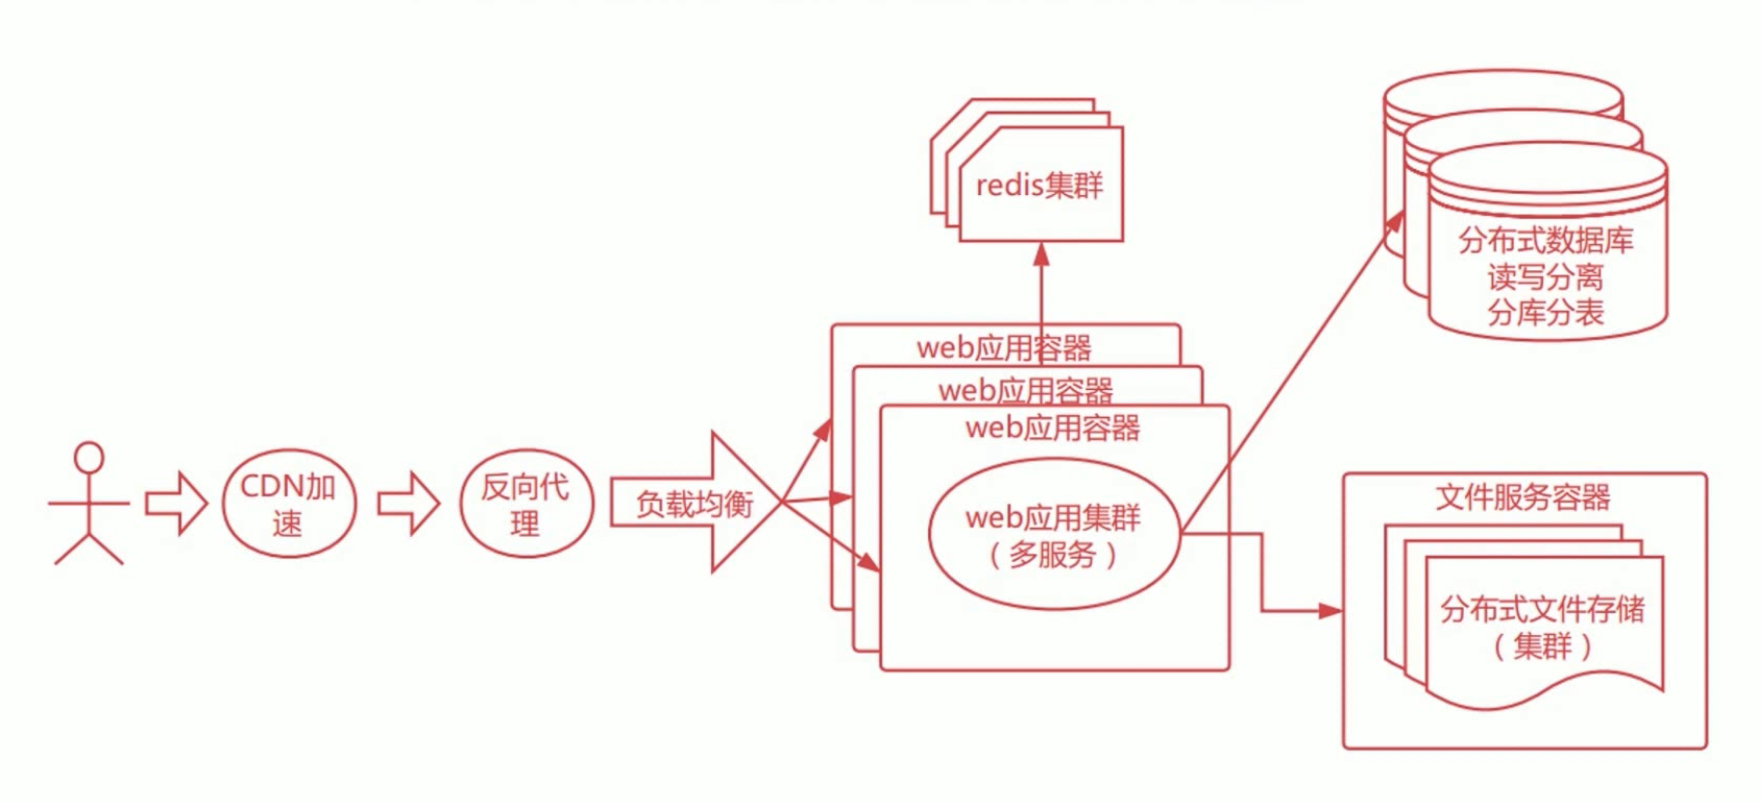 redis集群
分布式数据库
读写分离
分库分表
web应用容器
web应用容器
web应用容器
CDN加
速
反向代
理
负载均衡
web应用集群
（多服务）
文件服务容器
分布式文件存储
（集群）